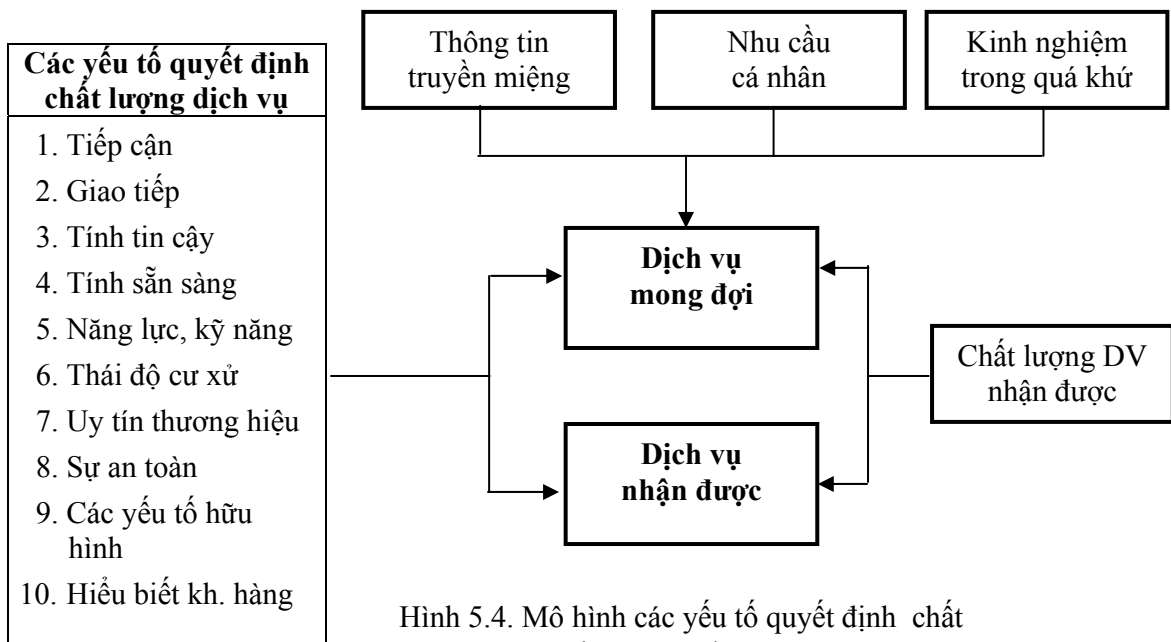 Các yếu tố quyết định
chất lượng dịch vụ
1. Tiếp cận
2. Giao tiếp
3. Tính tin cậy
4. Tính sẵn sàng
5. Năng lực, kỹ năng
6. Thái độ cư xử
7. Uy tín thương hiệu
8. Sự an toàn
9. Các yếu tố hữu
hình
10. Hiểu biết kh. hàng
Thông tin
truyền miệng
Nhu cầu
cá nhân
Kinh nghiệm
trong quá khứ
Dịch vụ
mong đợi
Dịch vụ
nhận được
Chất lượng DV
nhận được
Hình 5.4. Mô hình các yếu tố quyết định chất